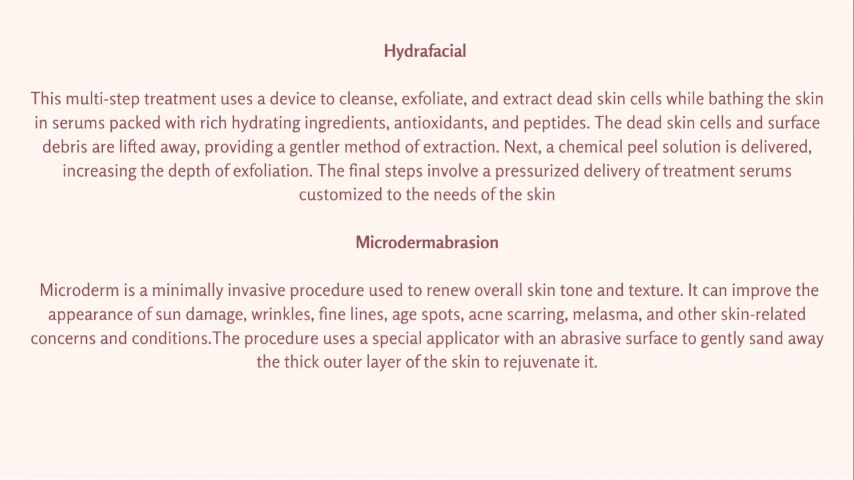 Hydrafacial
This multi-step treatment uses a device to cleanse, exfoliate, and extract dead skin cells while bathing the skin
in serums packed with rich hydrating ingredients, antioxidants, and peptides. The dead skin cells and surface
debris are lifted away, providing a gentler method of extraction. Next, a chemical peel solution is delivered,
increasing the depth of exfoliation. The final steps involve a pressurized delivery of treatment serums
customized to the needs of the skin
Microdermabrasion
Microderm is a minimally invasive procedure used to renew overall skin tone and texture. It can improve the
appearance of sun damage, wrinkles, fine lines, age spots, acne scarring, melasma, and other skin-related
concerns and conditions.The procedure uses a special applicator with an abrasive surface to gently sand away
the thick outer layer of the skin to rejuvenate it.